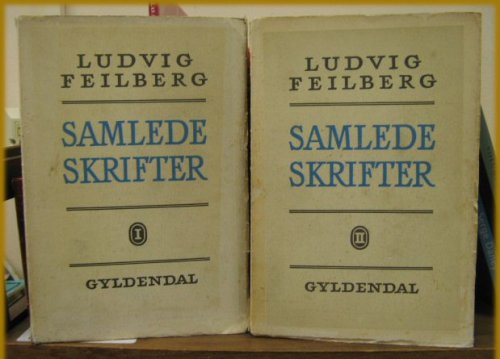 LUDVIG
FEILBERG
SAMLEDE
SKRIFTER
I
GYLDENDAL
LUDVIG
FEILBERG
SAMLEDE
SKRIFTER
II
GYLDENDAL